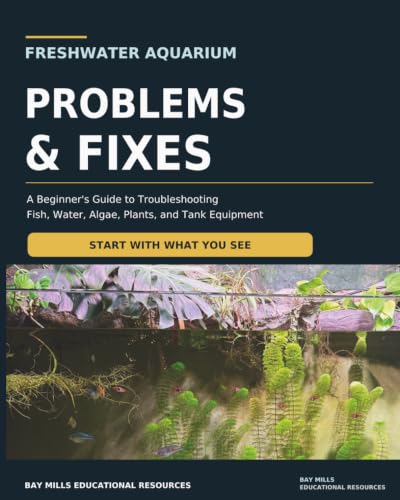 FRESHWATER AQUARIUM
PROBLEMS
& FIXES
A Beginner's Guide to Troubleshooting
Fish, Water, Algae, Plants, and Tank Equipment
START WITH WHAT YOU SEE
BAY MILLS EDUCATIONAL RESOURCES
BAY MILLS
EDUCATIONAL RESOURCES